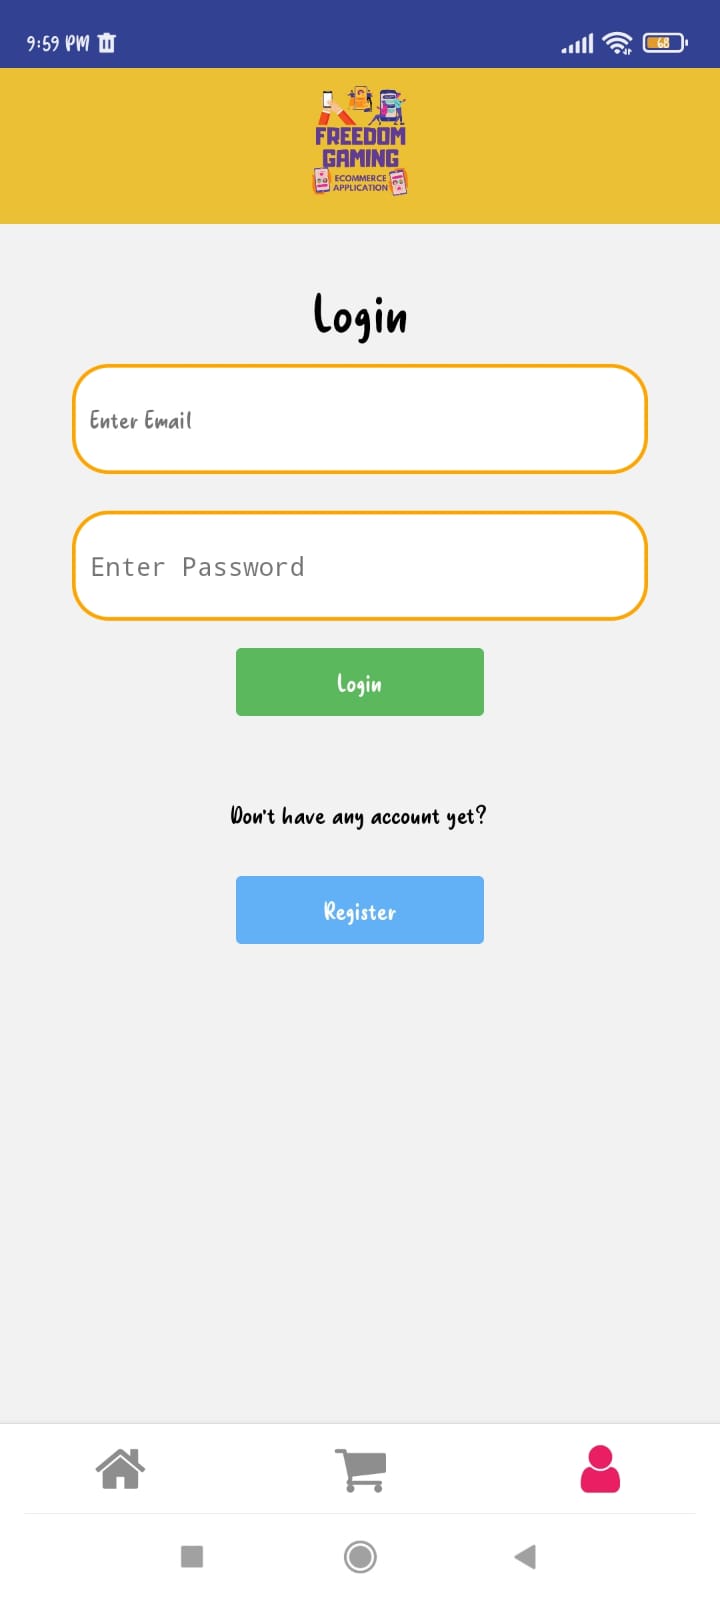 9:59 PM
68
FREEDOM
GAMING
ECOMMERCE
APPLICATION
Login
Enter Email
Enter Password
Login
Don't have any account yet?
Register